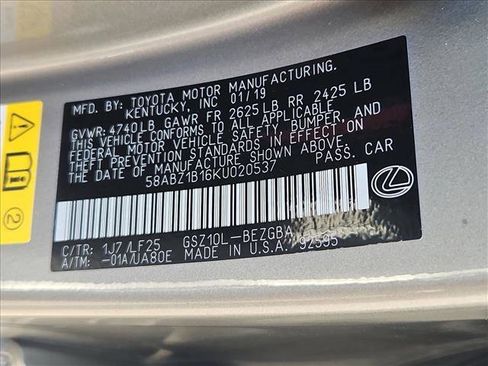 MFD. BY: TOYOTA MOTOR MANUFACTURING.
KENTUCKY, INC 01/19
GVWR: 4740LB GAWR FR 2625LB RR 2425 LB
THIS VEHICLE CONFORMS TO ALL APPLICABLE
FEDERAL MOTOR VEHICLE SAFETY, BUMPER, AND
THEFT PREVENTION STANDARDS IN EFFECT ON
THE DATE OF MANUFACTURE SHOWN ABOVE.
58ABZ1B16KU020537 PASS. CAR
C/TR: 1J7/LF25 GSZ10L-BEZGBA
A/TM: -01A/UA80E MADE IN U.S.A. 92595
2